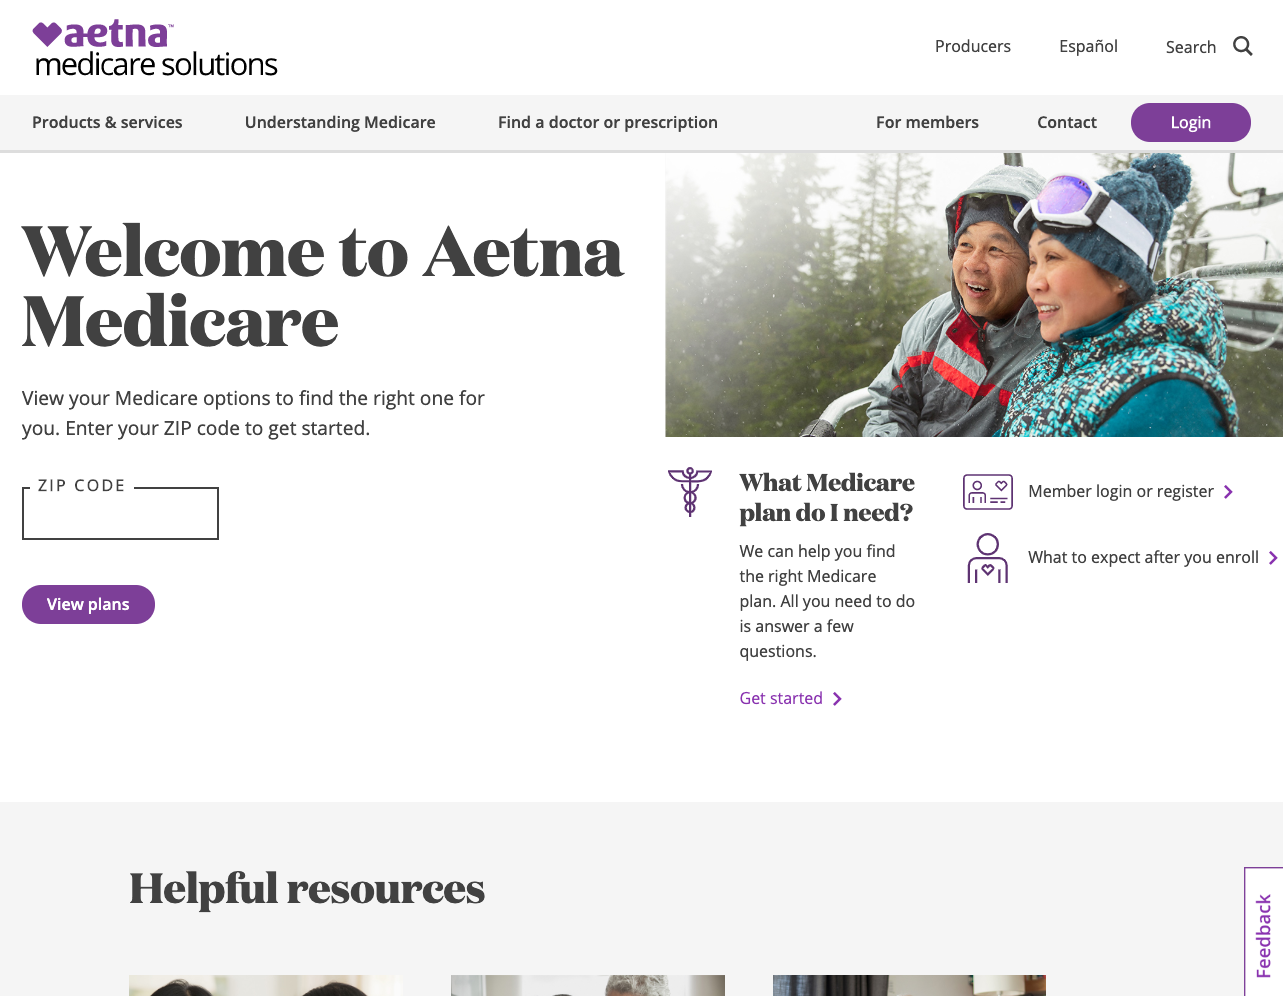 aetna™
medicare solutions
Producers
Español
Search
Products & services
Understanding Medicare
Find a doctor or prescription
For members
Contact
Login
Welcome to Aetna
Medicare
View your Medicare options to find the right one for
you. Enter your ZIP code to get started.
ZIP CODE
View plans
What Medicare
plan do I need?
We can help you find
the right Medicare
plan. All you need to do
is answer a few
questions.
Get started
Member login or register
What to expect after you enroll
Helpful resources
Feedback